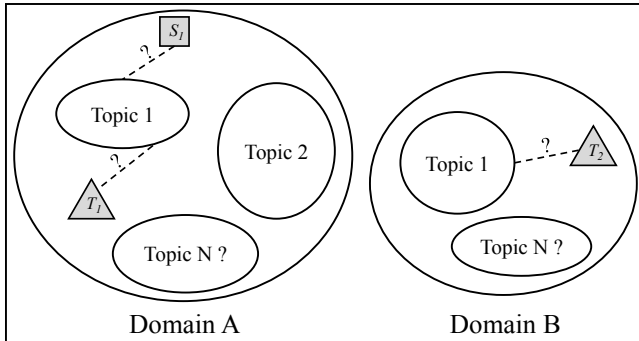 S1
?
Topic 1
Topic 2
?
T1
Topic N ?
Domain A
Topic 1
?
T2
Topic N ?
Domain B